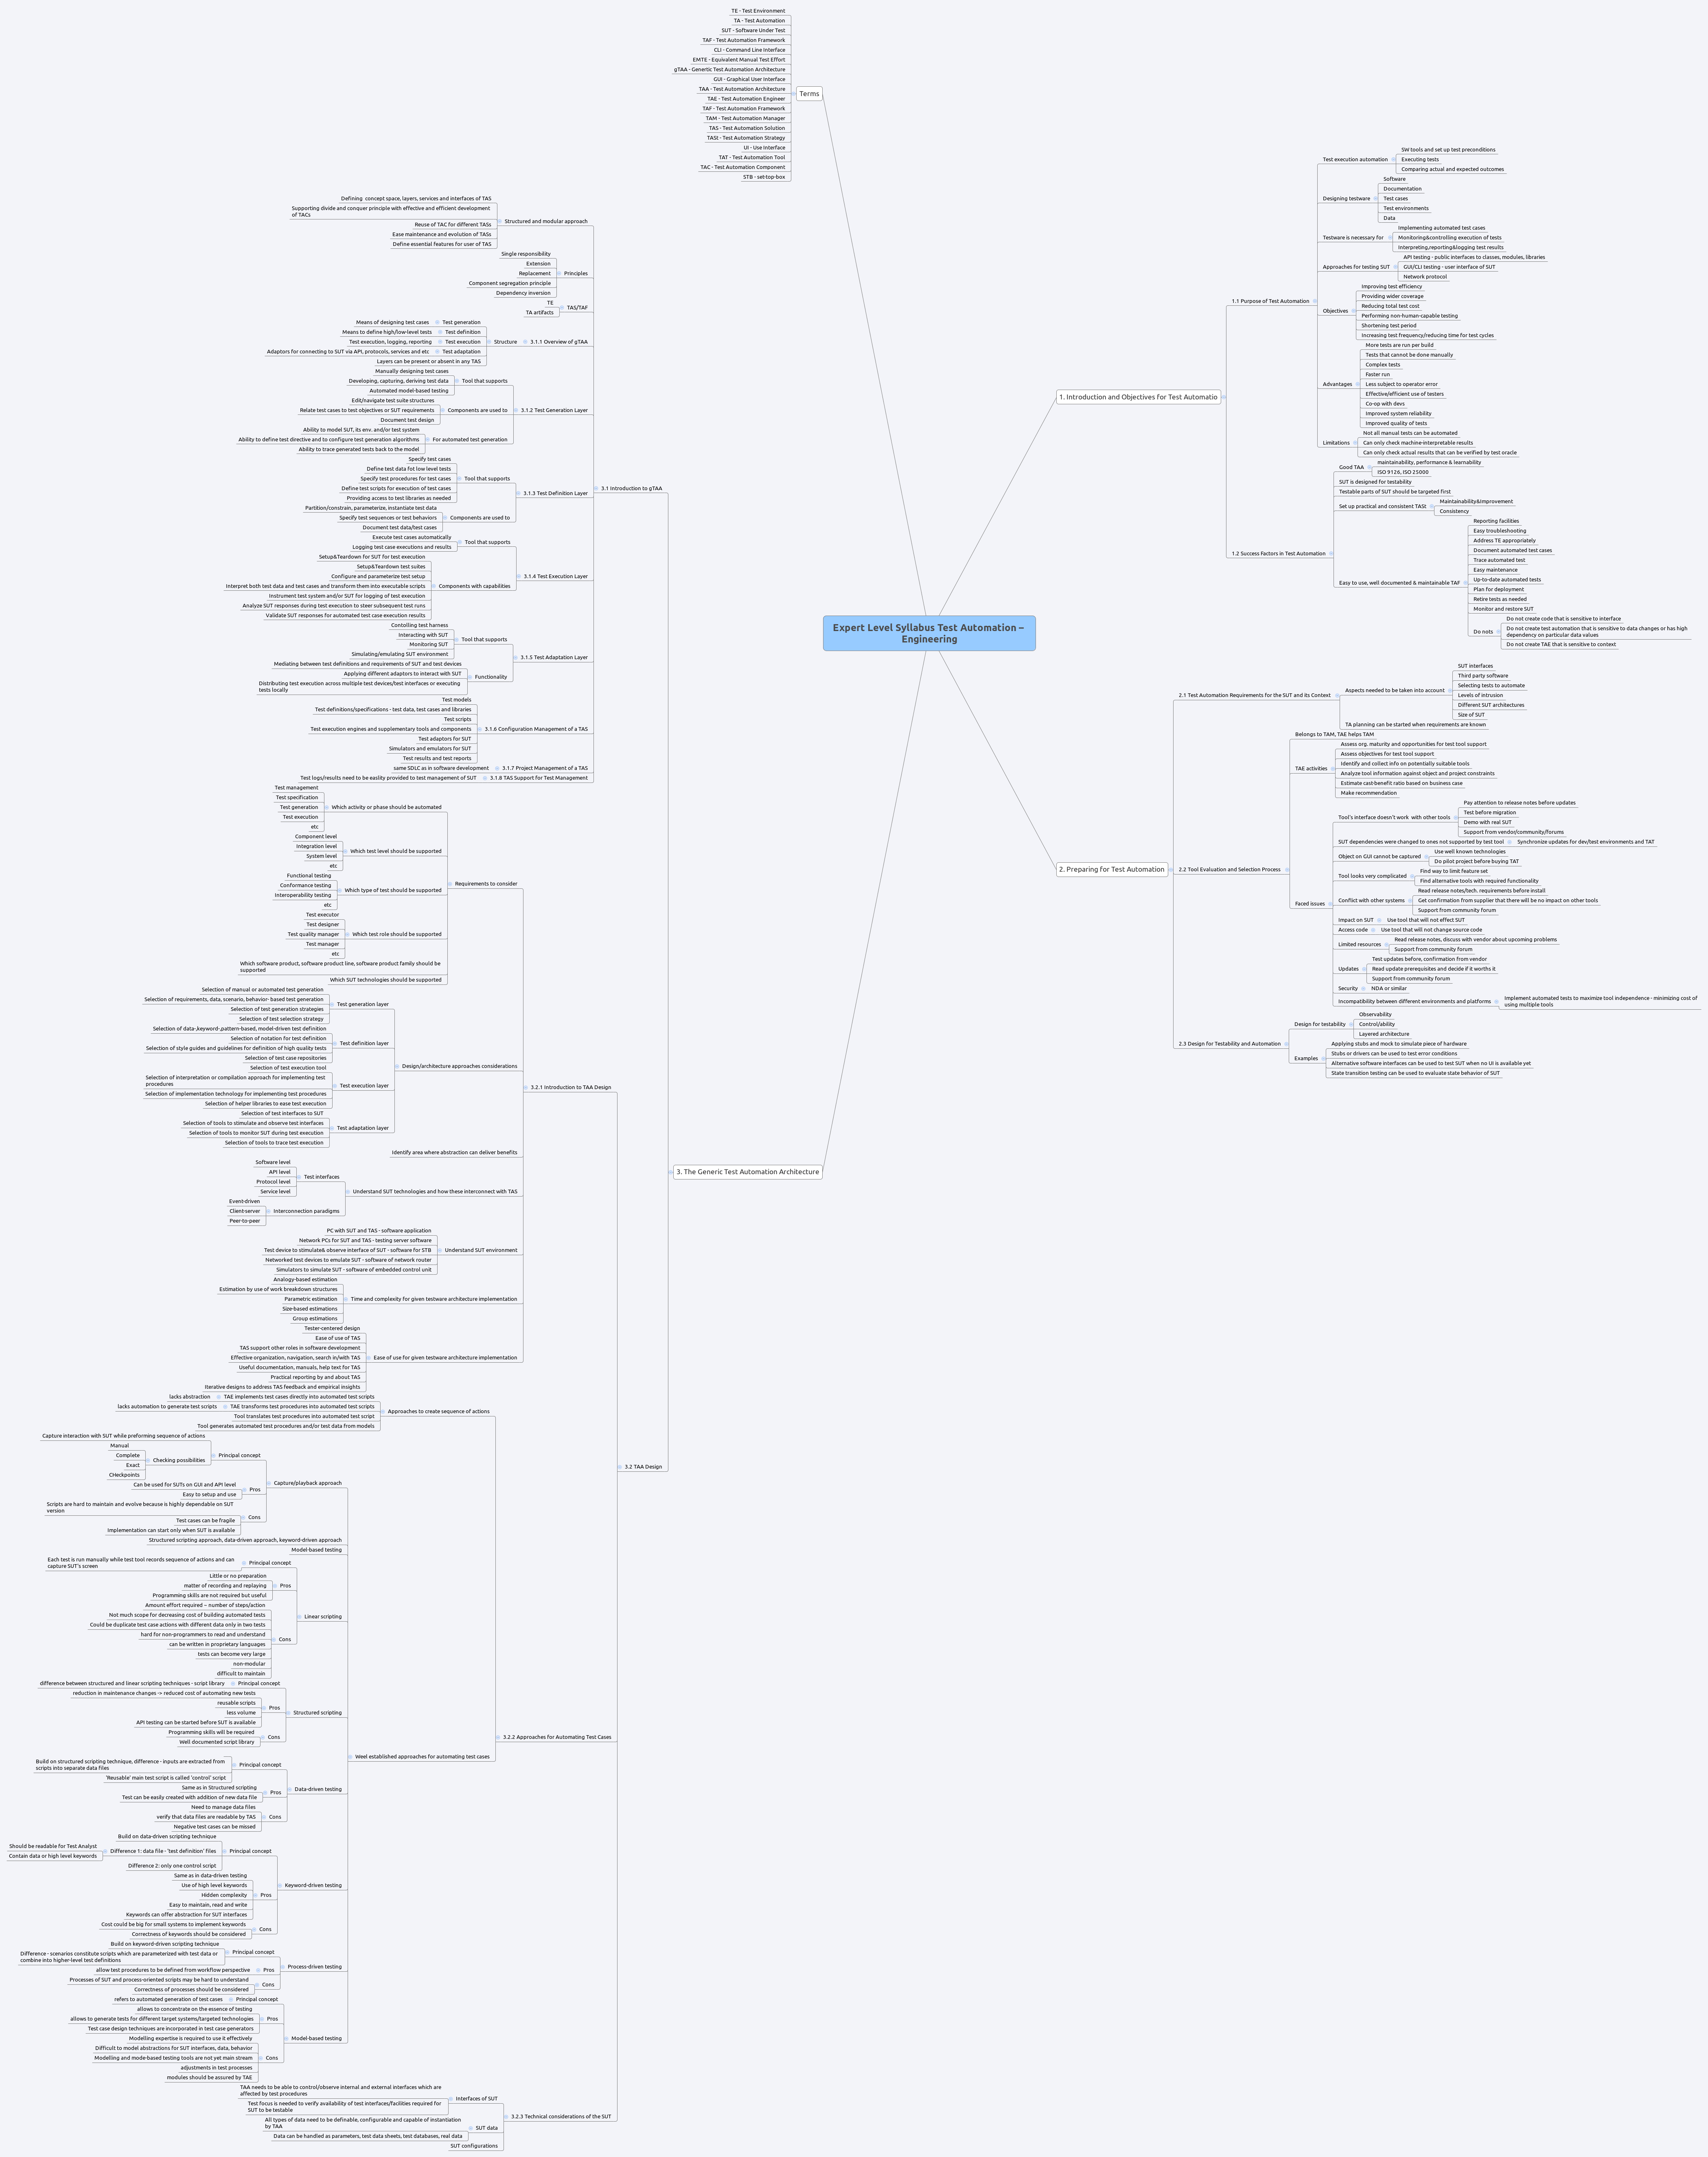 Expert Level Syllabus Test Automation –
Engineering
Terms
TE - Test Environment
TA - Test Automation
SUT - Software Under Test
TAF - Test Automation Framework
CLI - Command Line Interface
EMTE - Equivalent Manual Test Effort
gTAA - Genertic Test Automation Architecture
GUI - Graphical User Interface
TAA - Test Automation Architecture
TAE - Test Automation Engineer
TAF - Test Automation Framework
TAM - Test Automation Manager
TAS - Test Automation Solution
TASt - Test Automation Strategy
UI - Use Interface
TAT - Test Automation Tool
TAC - Test Automation Component
STB - set-top-box
1. Introduction and Objectives for Test Automatio
1.1 Purpose of Test Automation
Test execution automation
SW tools and set up test preconditions
Executing tests
Comparing actual and expected outcomes
Designing testware
Software
Documentation
Test cases
Test environments
Data
Testware is necessary for
Implementing automated test cases
Monitoring&controlling execution of tests
Interpreting,reporting&logging test results
Approaches for testing SUT
API testing - public interfaces to classes, modules, libraries
GUI/CLI testing - user interface of SUT
Network protocol
Objectives
Improving test efficiency
Providing wider coverage
Reducing total test cost
Performing non-human-capable testing
Shortening test period
Increasing test frequency/reducing time for test cycles
Advantages
More tests are run per build
Tests that cannot be done manually
Complex tests
Faster run
Less subject to operator error
Effective/efficient use of testers
Co-op with devs
Improved system reliability
Improved quality of tests
Limitations
Not all manual tests can be automated
Can only check machine-interpretable results
Can only check actual results that can be verified by test oracle
1.2 Success Factors in Test Automation
Good TAA
maintainability, performance & learnability
ISO 9126, ISO 25000
SUT is designed for testability
Testable parts of SUT should be targeted first
Set up practical and consistent TASt
Maintainability&Improvement
Consistency
Easy to use, well documented & maintainable TAF
Reporting facilities
Easy troubleshooting
Address TE appropriately
Document automated test cases
Trace automated test
Easy maintenance
Up-to-date automated tests
Plan for deployment
Retire tests as needed
Monitor and restore SUT
Do nots
Do not create code that is sensitive to interface
Do not create test automation that is sensitive to data changes or has high
dependency on particular data values
Do not create TAE that is sensitive to context
2. Preparing for Test Automation
2.1 Test Automation Requirements for the SUT and its Context
Aspects needed to be taken into account
SUT interfaces
Third party software
Selecting tests to automate
Levels of intrusion
Different SUT architectures
Size of SUT
TA planning can be started when requirements are known
2.2 Tool Evaluation and Selection Process
Belongs to TAM, TAE helps TAM
TAE activities
Assess org. maturity and opportunities for test tool support
Assess objectives for test tool support
Identify and collect info on potentially suitable tools
Analyze tool information against object and project constraints
Estimate cast-benefit ratio based on business case
Make recommendation
Faced issues
Tool's interface doesn't work with other tools
Pay attention to release notes before updates
Test before migration
Demo with real SUT
Support from vendor/community/forums
SUT dependencies were changed to ones not supported by test tool
Synchronize updates for dev/test environments and TAT
Object on GUI cannot be captured
Use well known technologies
Do pilot project before buying TAT
Tool looks very complicated
Find way to limit feature set
Find alternative tools with required functionality
Conflict with other systems
Read release notes/tech. requirements before install
Get confirmation from supplier that there will be no impact on other tools
Support from community forum
Impact on SUT
Use tool that will not effect SUT
Access code
Use tool that will not change source code
Limited resources
Read release notes, discuss with vendor about upcoming problems
Support from community forum
Updates
Test updates before, confirmation from vendor
Read update prerequisites and decide if it worths it
Support from community forum
Security
NDA or similar
Incompatibility between different environments and platforms
Implement automated tests to maximize tool independence - minimizing cost of
using multiple tools
2.3 Design for Testability and Automation
Design for testability
Observability
Control/ability
Layered architecture
Examples
Applying stubs and mock to simulate piece of hardware
Stubs or drivers can be used to test error conditions
Alternative software interfaces can be used to test SUT when no UI is available yet
State transition testing can be used to evaluate state behavior of SUT
3. The Generic Test Automation Architecture
3.1 Introduction to gTAA
Structured and modular approach
Defining concept space, layers, services and interfaces of TAS
Supporting divide and conquer principle with effective and efficient development
of TACs
Reuse of TAC for different TASs
Ease maintenance and evolution of TASs
Define essential features for user of TAS
Principles
Single responsibility
Extension
Replacement
Component segregation principle
Dependency inversion
TAS/TAF
TE
TA artifacts
3.1.1 Overview of gTAA
Structure
Test generation
Means of designing test cases
Test definition
Means to define high/low-level tests
Test execution
Test execution, logging, reporting
Test adaptation
Adaptors for connecting to SUT via API, protocols, services and etc
Layers can be present or absent in any TAS
3.1.2 Test Generation Layer
Tool that supports
Manually designing test cases
Developing, capturing, deriving test data
Automated model-based testing
Components are used to
Edit/navigate test suite structures
Relate test cases to test objectives or SUT requirements
Document test design
For automated test generation
Ability to model SUT, its env. and/or test system
Ability to define test directive and to configure test generation algorithms
Ability to trace generated tests back to the model
3.1.3 Test Definition Layer
Tool that supports
Specify test cases
Define test data fot low level tests
Specify test procedures for test cases
Define test scripts for execution of test cases
Providing access to test libraries as needed
Components are used to
Partition/constrain, parameterize, instantiate test data
Specify test sequences or test behaviors
Document test data/test cases
3.1.4 Test Execution Layer
Tool that supports
Execute test cases automatically
Logging test case executions and results
Components with capabilities
Setup&Teardown for SUT for test execution
Setup&Teardown test suites
Configure and parameterize test setup
Interpret both test data and test cases and transform them into executable scripts
Instrument test system and/or SUT for logging of test execution
Analyze SUT responses during test execution to steer subsequent test runs
Validate SUT responses for automated test case execution results
3.1.5 Test Adaptation Layer
Tool that supports
Contolling test harness
Interacting with SUT
Monitoring SUT
Simulating/emulating SUT environment
Functionality
Mediating between test definitions and requirements of SUT and test devices
Applying different adaptors to interact with SUT
Distributing test execution across multiple test devices/test interfaces or executing
tests locally
3.1.6 Configuration Management of a TAS
Test models
Test definitions/specifications - test data, test cases and libraries
Test scripts
Test execution engines and supplementary tools and components
Test adaptors for SUT
Simulators and emulators for SUT
Test results and test reports
3.1.7 Project Management of a TAS
same SDLC as in software development
3.1.8 TAS Support for Test Management
Test logs/results need to be easlity provided to test management of SUT
3.2 TAA Design
3.2.1 Introduction to TAA Design
Requirements to consider
Which activity or phase should be automated
Test management
Test specification
Test generation
Test execution
etc
Which test level should be supported
Component level
Integration level
System level
etc
Which type of test should be supported
Functional testing
Conformance testing
Interoperability testing
etc
Which test role should be supported
Test executor
Test designer
Test quality manager
Test manager
etc
Which software product, software product line, software product family should be
supported
Which SUT technologies should be supported
Design/architecture approaches considerations
Test generation layer
Selection of manual or automated test generation
Selection of requirements, data, scenario, behavior- based test generation
Selection of test generation strategies
Selection of test selection strategy
Test definition layer
Selection of data-,keyword-,pattern-based, model-driven test definition
Selection of notation for test definition
Selection of style guides and guidelines for definition of high quality tests
Selection of test case repositories
Test execution layer
Selection of test execution tool
Selection of interpretation or compilation approach for implementing test
procedures
Selection of implementation technology for implementing test procedures
Selection of helper libraries to ease test execution
Test adaptation layer
Selection of test interfaces to SUT
Selection of tools to stimulate and observe test interfaces
Selection of tools to monitor SUT during test execution
Selection of tools to trace test execution
Identify area where abstraction can deliver benefits
Understand SUT technologies and how these interconnect with TAS
Test interfaces
Software level
API level
Protocol level
Service level
Interconnection paradigms
Event-driven
Client-server
Peer-to-peer
Understand SUT environment
PC with SUT and TAS - software application
Network PCs for SUT and TAS - testing server software
Test device to stimulate& observe interface of SUT - software for STB
Networked test devices to emulate SUT - software of network router
Simulators to simulate SUT - software of embedded control unit
Time and complexity for given testware architecture implementation
Analogy-based estimation
Estimation by use of work breakdown structures
Parametric estimation
Size-based estimations
Group estimations
Ease of use for given testware architecture implementation
Tester-centered design
Ease of use of TAS
TAS support other roles in software development
Effective organization, navigation, search in/with TAS
Useful documentation, manuals, help text for TAS
Practical reporting by and about TAS
Iterative designs to address TAS feedback and empirical insights
3.2.2 Approaches for Automating Test Cases
Approaches to create sequence of actions
TAE implements test cases directly into automated test scripts
lacks abstraction
TAE transforms test procedures into automated test scripts
lacks automation to generate test scripts
Tool translates test procedures into automated test script
Tool generates automated test procedures and/or test data from models
Weel established approaches for automating test cases
Capture/playback approach
Principal concept
Capture interaction with SUT while preforming sequence of actions
Checking possibilities
Manual
Complete
Exact
CHeckpoints
Pros
Can be used for SUTs on GUI and API level
Easy to setup and use
Cons
Scripts are hard to maintain and evolve because is highly dependable on SUT
version
Test cases can be fragile
Implementation can start only when SUT is available
Structured scripting approach, data-driven approach, keyword-driven approach
Model-based testing
Linear scripting
Principal concept
Each test is run manually while test tool records sequence of actions and can
capture SUT's screen
Pros
Little or no preparation
matter of recording and replaying
Programming skills are not required but useful
Cons
Amount effort required ~ number of steps/action
Not much scope for decreasing cost of building automated tests
Could be duplicate test case actions with different data only in two tests
hard for non-programmers to read and understand
can be written in proprietary languages
tests can become very large
non-modular
difficult to maintain
Structured scripting
Principal concept
difference between structured and linear scripting techniques - script library
Pros
reduction in maintenance changes -> reduced cost of automating new tests
reusable scripts
less volume
API testing can be started before SUT is available
Cons
Programming skills will be required
Well documented script library
Data-driven testing
Principal concept
Build on structured scripting technique, difference - inputs are extracted from
scripts into separate data files
'Reusable' main test script is called 'control' script
Pros
Same as in Structured scripting
Test can be easily created with addition of new data file
Cons
Need to manage data files
verify that data files are readable by TAS
Negative test cases can be missed
Keyword-driven testing
Principal concept
Build on data-driven scripting technique
Difference 1: data file - 'test definition' files
Should be readable for Test Analyst
Contain data or high level keywords
Difference 2: only one control script
Pros
Same as in data-driven testing
Use of high level keywords
Hidden complexity
Easy to maintain, read and write
Keywords can offer abstraction for SUT interfaces
Cons
Cost could be big for small systems to implement keywords
Correctness of keywords should be considered
Process-driven testing
Principal concept
Build on keyword-driven scripting technique
Difference - scenarios constitute scripts which are parameterized with test data or
combine into higher-level test definitions
Pros
allow test procedures to be defined from workflow perspective
Cons
Processes of SUT and process-oriented scripts may be hard to understand
Correctness of processes should be considered
Model-based testing
Principal concept
refers to automated generation of test cases
Pros
allows to concentrate on the essence of testing
allows to generate tests for different target systems/targeted technologies
Test case design techniques are incorporated in test case generators
Cons
Modelling expertise is required to use it effectively
Difficult to model abstractions for SUT interfaces, data, behavior
Modelling and mode-based testing tools are not yet main stream
adjustments in test processes
modules should be assured by TAE
3.2.3 Technical considerations of the SUT
Interfaces of SUT
TAA needs to be able to control/observe internal and external interfaces which are
affected by test procedures
Test focus is needed to verify availability of test interfaces/facilities required for
SUT to be testable
SUT data
All types of data need to be definable, configurable and capable of instantiation
by TAA
Data can be handled as parameters, test data sheets, test databases, real data
SUT configurations